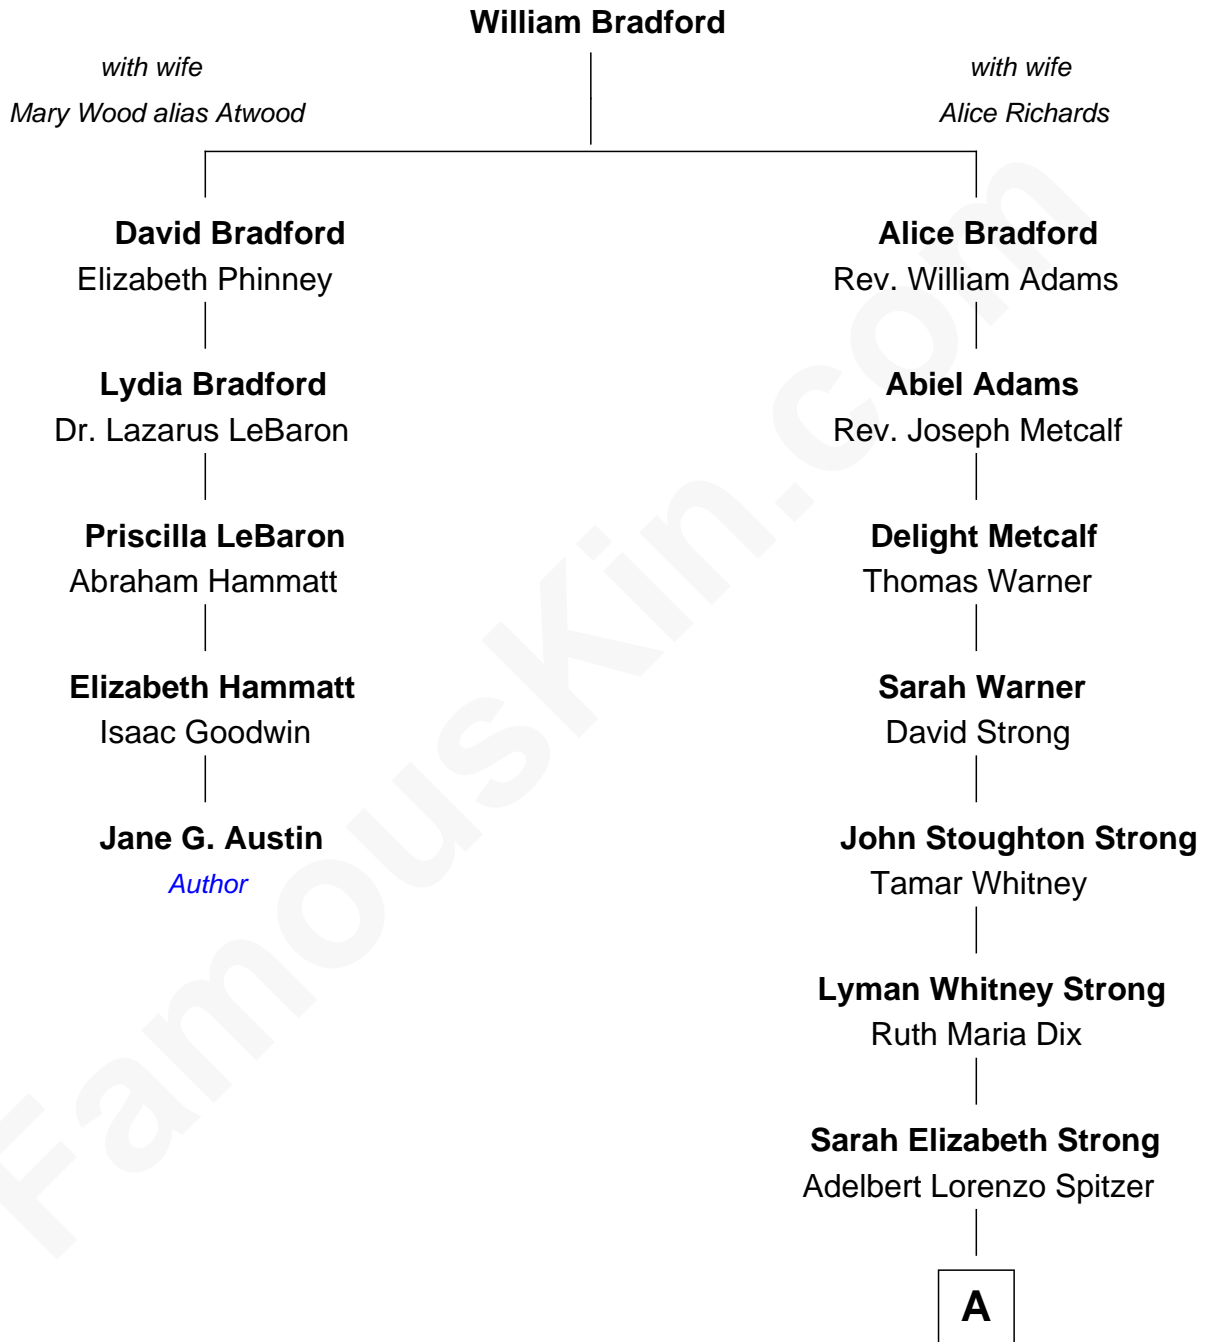 William Bradford
with wife
Mary Wood alias Atwood
with wife
Alice Richards
David Bradford
Elizabeth Phinney
Lydia Bradford
Dr. Lazarus LeBaron
Priscilla LeBaron
Abraham Hammatt
Elizabeth Hammatt
Isaac Goodwin
Jane G. Austin
Author
Alice Bradford
Rev. William Adams
Abiel Adams
Rev. Joseph Metcalf
Delight Metcalf
Thomas Warner
Sarah Warner
David Strong
John Stoughton Strong
Tamar Whitney
Lyman Whitney Strong
Ruth Maria Dix
Sarah Elizabeth Strong
Adelbert Lorenzo Spitzer
A
FamousKin.com